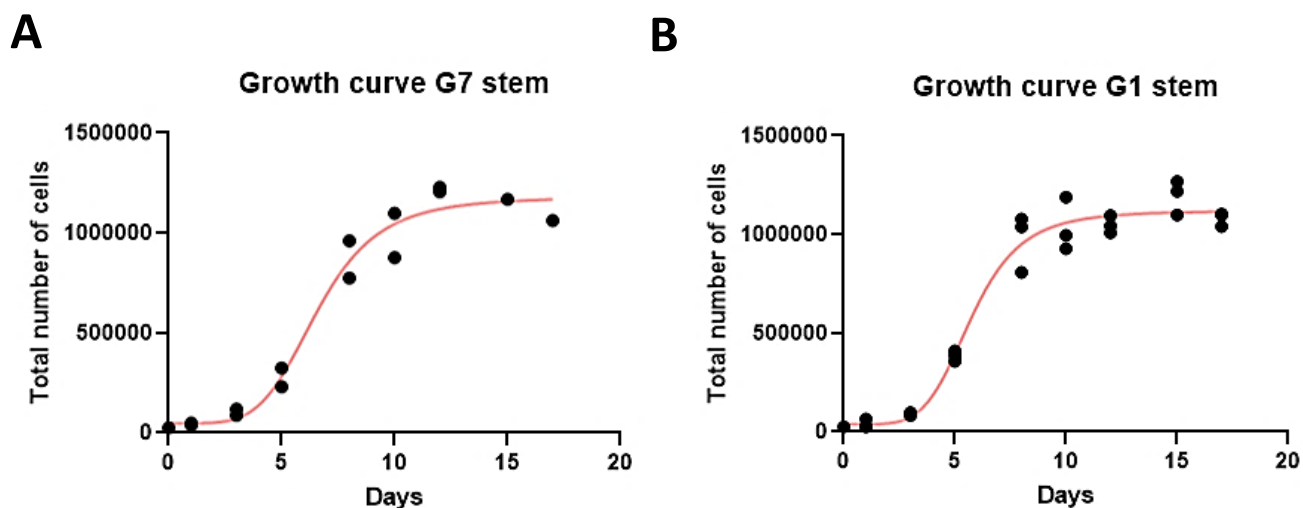 A
Growth curve G7 stem
1500000
1000000
500000
0
Total number of cells
0 5 10 15 20
Days
B
Growth curve G1 stem
1500000
1000000
500000
0
Total number of cells
0 5 10 15 20
Days